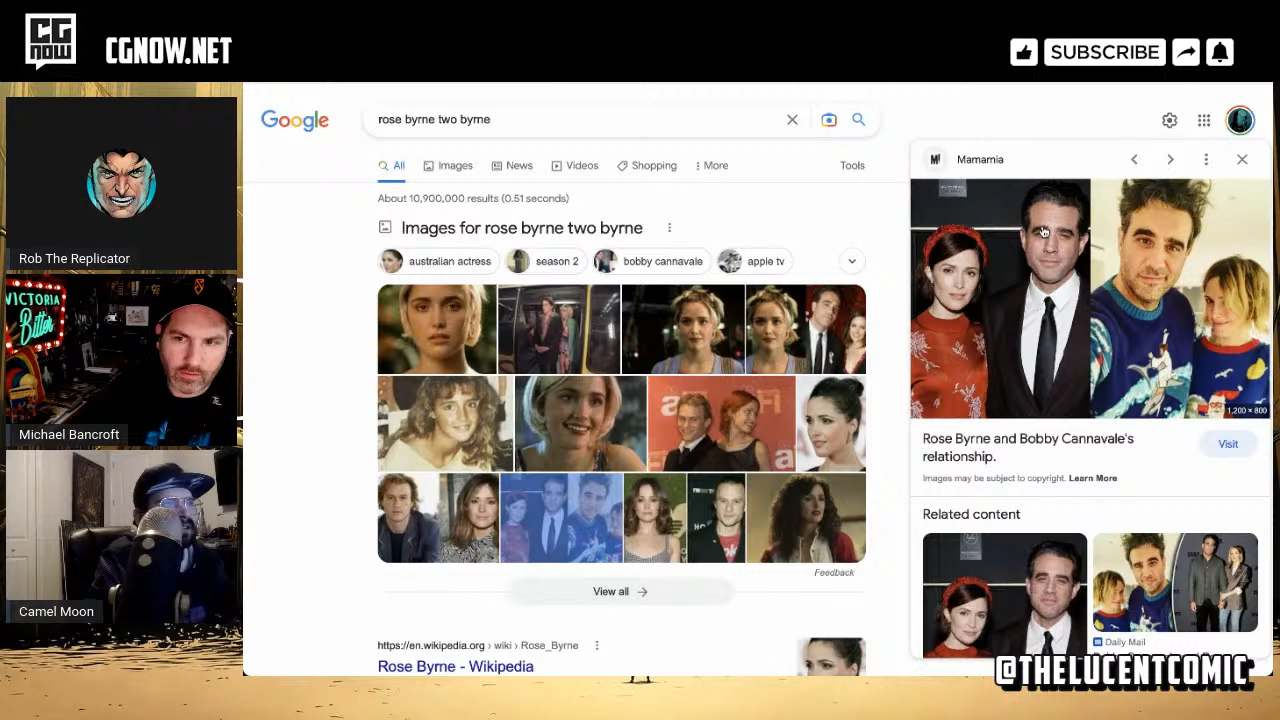 CG
NOW
CGNOW.NET
SUBSCRIBE
Rob The Replicator
VICTORIA
Bitter
Michael Bancroft
Camel Moon
Google
rose byrne two byrne
All
Images
News
Videos
Shopping
More
Tools
About 10,900,000 results (0.51 seconds)
Images for rose byrne two byrne
australian actress
season 2
bobby cannavale
apple tv
Feedback
View all
https://en.wikipedia.org › wiki › Rose_Byrne
Rose Byrne - Wikipedia
Mamamia
1,200 × 800
Rose Byrne and Bobby Cannavale's
relationship.
Visit
Images may be subject to copyright. Learn More
Related content
Daily Mail
@THELUCENTCOMIC